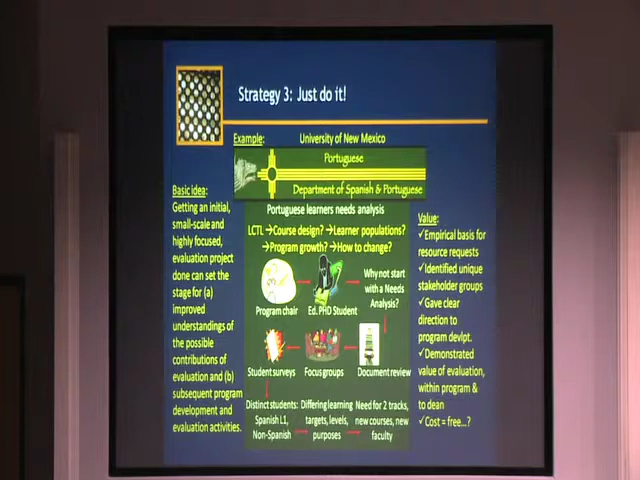 Strategy 3: Just do it!
Example: University of New Mexico
Portuguese
Department of Spanish & Portuguese
Basic idea:
Getting an initial,
small-scale and
highly focused,
evaluation project
done can set the
stage for (a)
improved
understandings of
the possible
contributions of
evaluation and (b)
subsequent program
development and
evaluation activities.
Portuguese learners needs analysis
LCTL →Course design? →Learner populations?
→Program growth? →How to change?
Program chair
Ed. PHD Student
Why not start
with a Needs
Analysis?
Student surveys
Focus groups
Document review
Distinct students:
Spanish L1,
Non-Spanish
Differing learning
targets, levels,
purposes
Need for 2 tracks,
new courses, new
faculty
Value:
✓Empirical basis for
resource requests
✓Identified unique
stakeholder groups
✓Gave clear
direction to
program devlpt.
✓Demonstrated
value of evaluation,
within program &
to dean
✓Cost = free...?